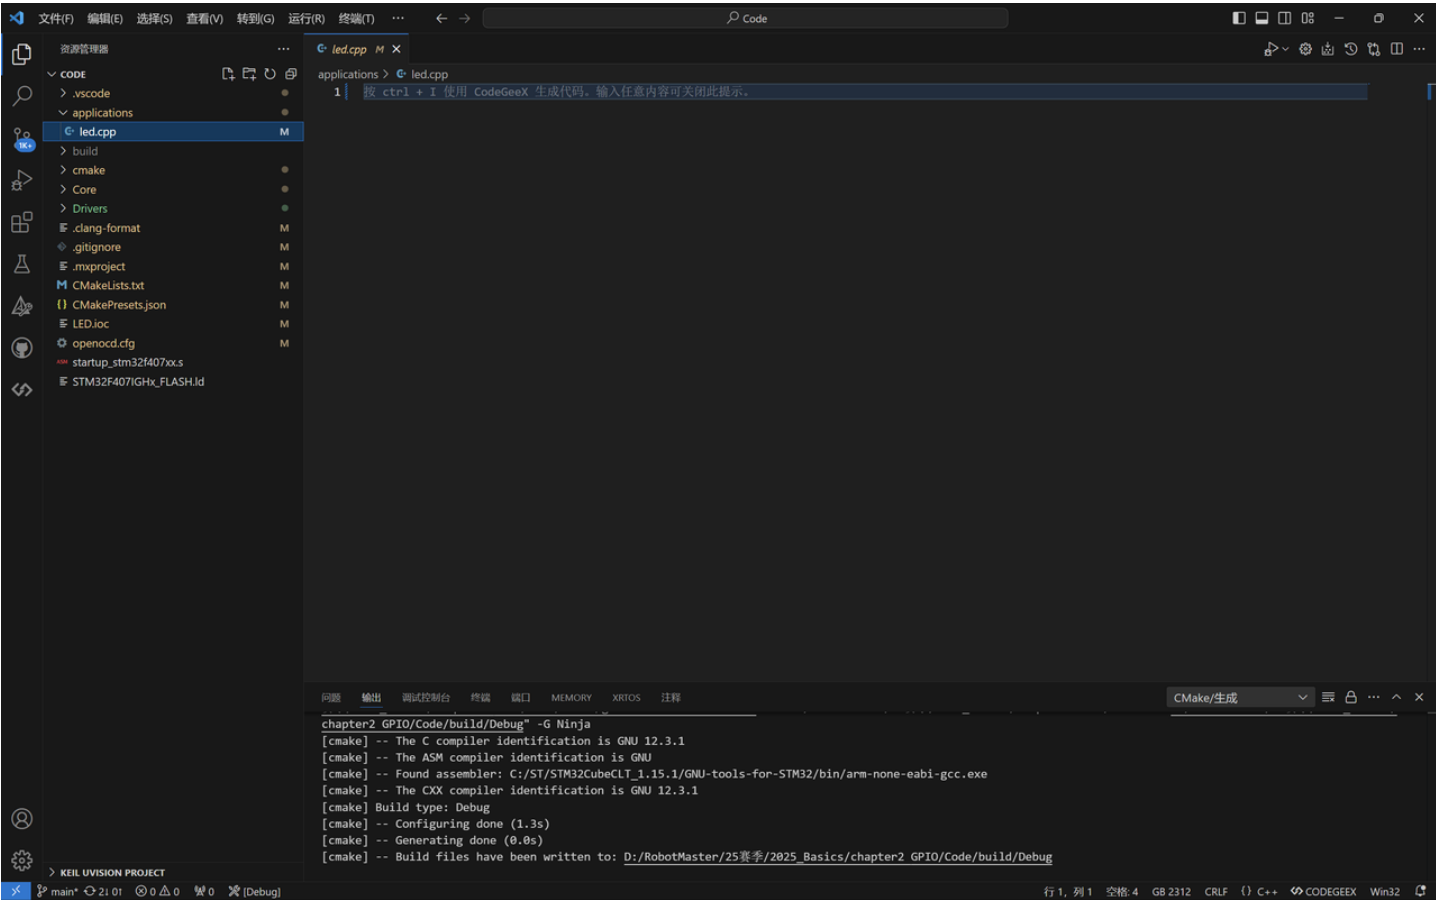 文件(F) 编辑(E) 选择(S) 查看(V) 转到(G) 运行(R) 终端(T) ··· Code
资源管理器 ···
CODE
.vscode
applications
led.cpp M
build
cmake
Core
Drivers
.clang-format M
.gitignore M
.mxproject M
CMakeLists.txt M
CMakePresets.json M
LED.ioc M
openocd.cfg M
startup_stm32f407xx.s
STM32F407IGHx_FLASH.ld
KEIL UVISION PROJECT
1K+
led.cpp M
applications > led.cpp
1 按 ctrl + I 使用 CodeGeeX 生成代码。输入任意内容可关闭此提示。
问题 输出 调试控制台 终端 端口 MEMORY XRTOS 注释 CMake/生成
chapter2 GPIO/Code/build/Debug" -G Ninja
[cmake] -- The C compiler identification is GNU 12.3.1
[cmake] -- The ASM compiler identification is GNU
[cmake] -- Found assembler: C:/ST/STM32CubeCLT_1.15.1/GNU-tools-for-STM32/bin/arm-none-eabi-gcc.exe
[cmake] -- The CXX compiler identification is GNU 12.3.1
[cmake] Build type: Debug
[cmake] -- Configuring done (1.3s)
[cmake] -- Generating done (0.0s)
[cmake] -- Build files have been written to: D:/RobotMaster/25赛季/2025_Basics/chapter2 GPIO/Code/build/Debug
main* 2↓ 0↑ 0 0 0 [Debug] 行 1, 列 1 空格: 4 GB 2312 CRLF {} C++ CODEGEEX Win32